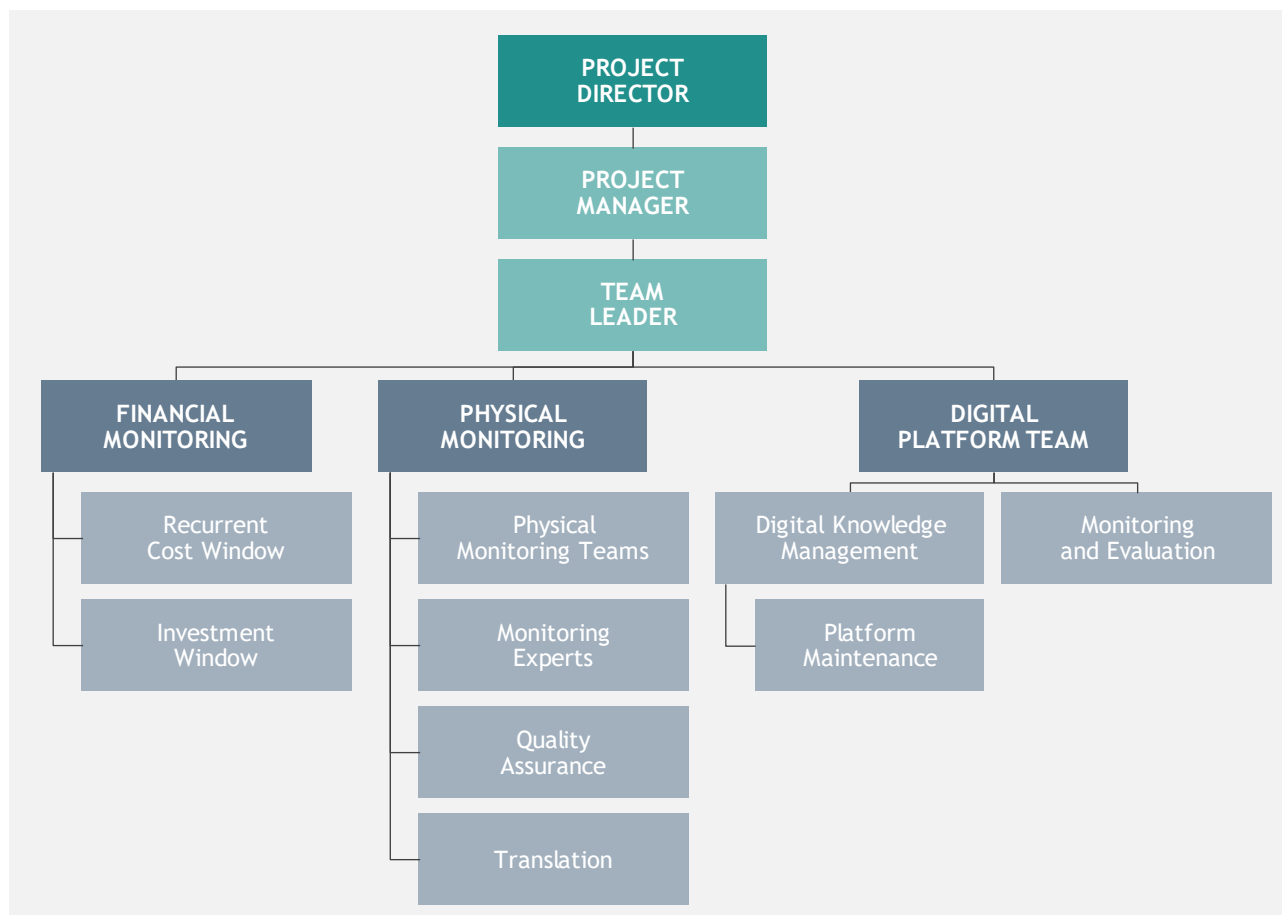 PROJECT
DIRECTOR
PROJECT
MANAGER
TEAM
LEADER
FINANCIAL
MONITORING
PHYSICAL
MONITORING
DIGITAL
PLATFORM TEAM
Recurrent
Cost Window
Physical
Monitoring Teams
Digital Knowledge
Management
Monitoring
and Evaluation
Investment
Window
Monitoring
Experts
Platform
Maintenance
Quality
Assurance
Translation